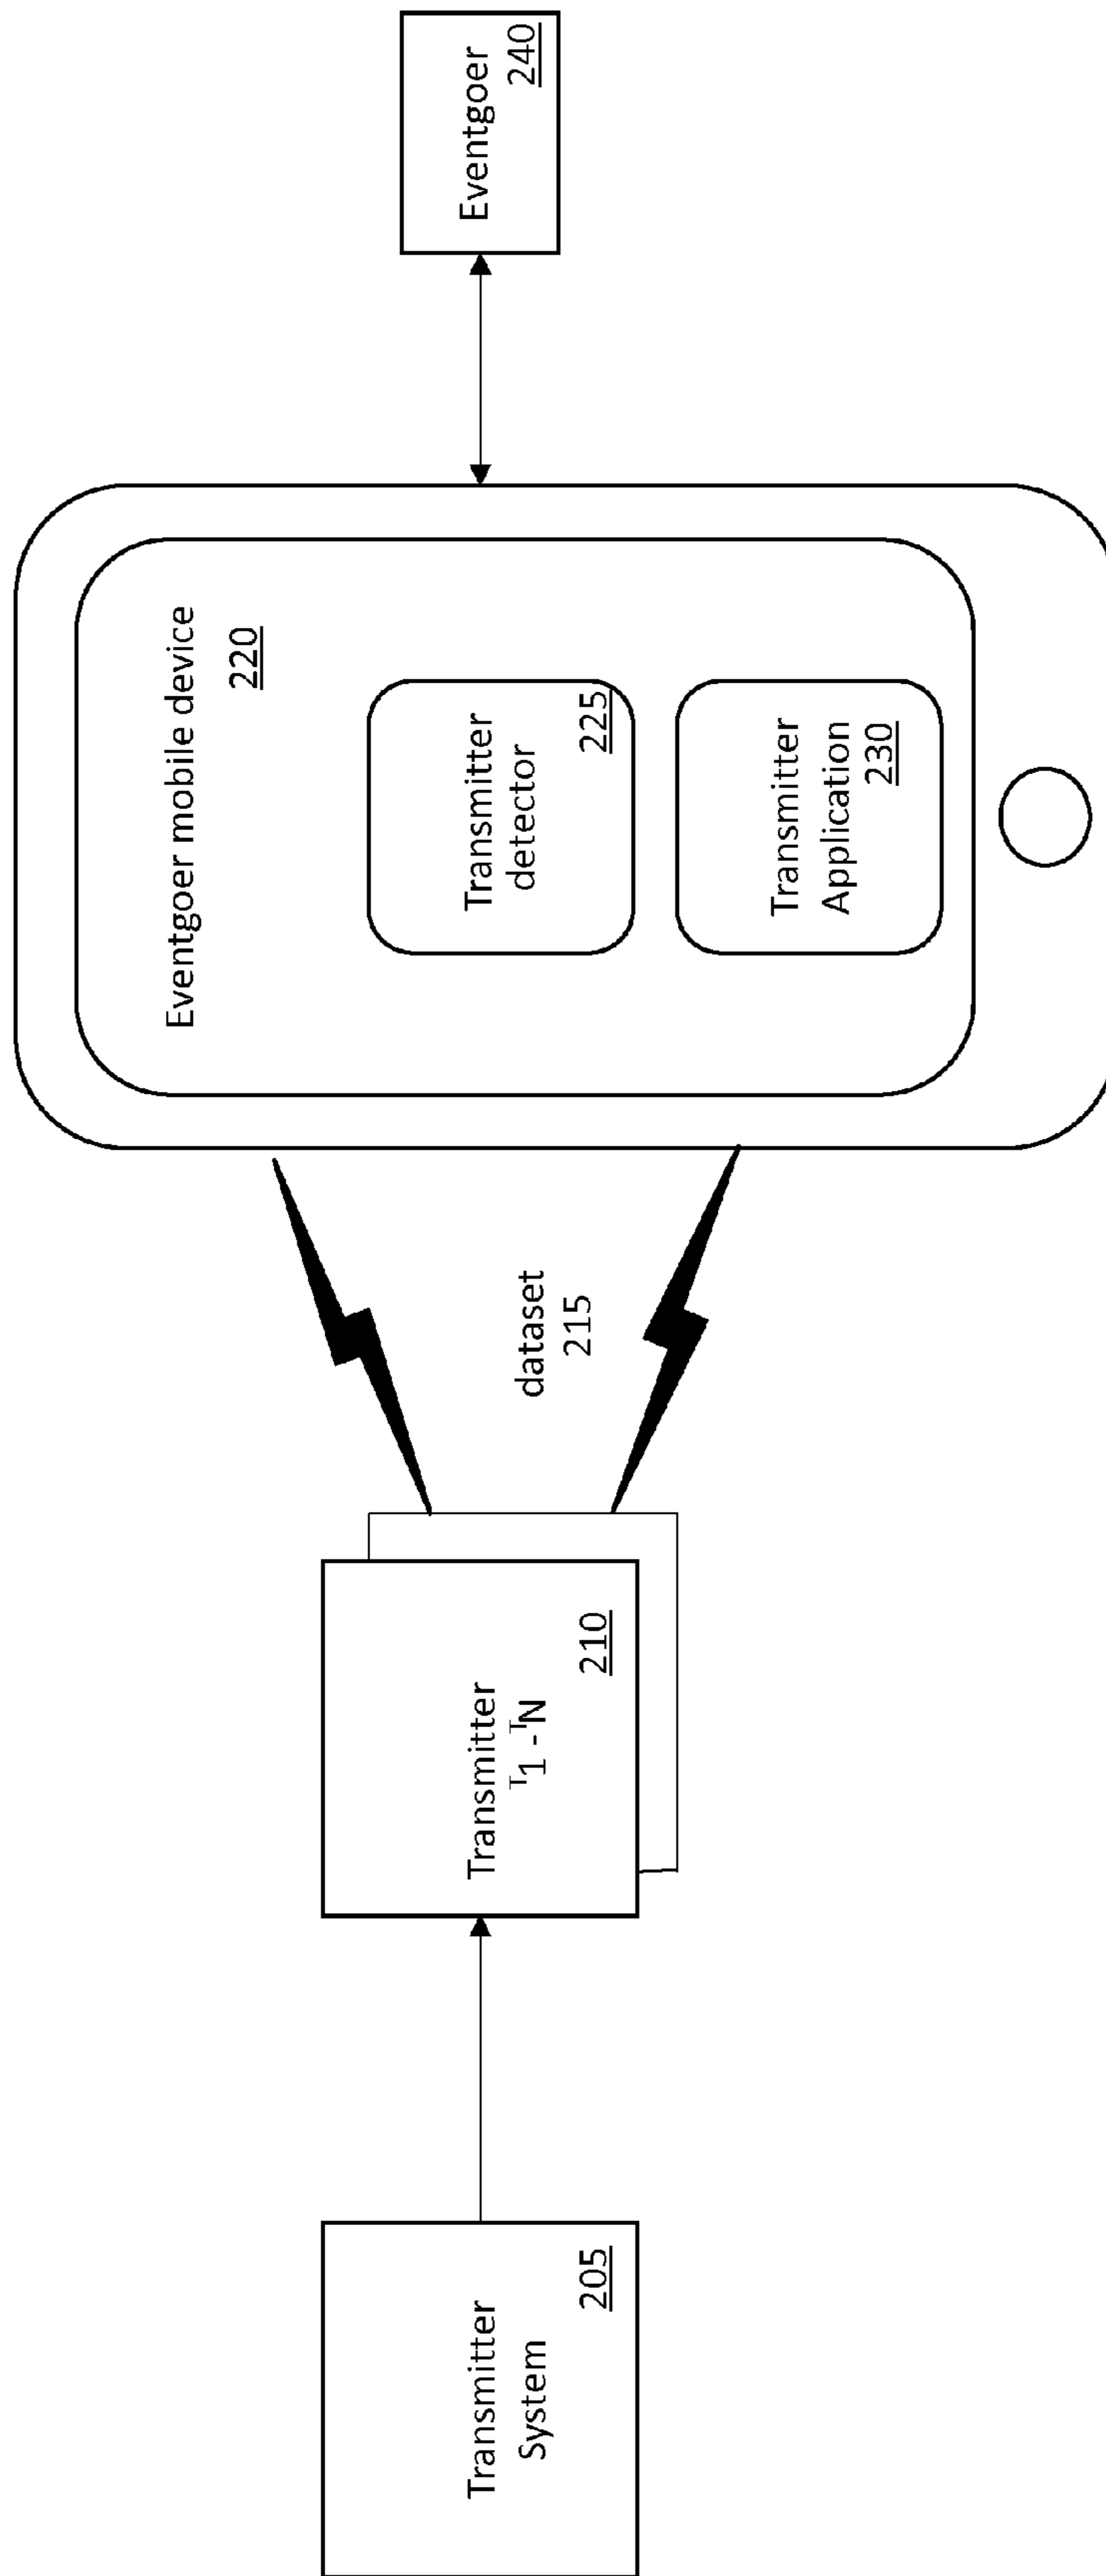 Transmitter
System
205
Transmitter
T1 - TN
210
dataset
215
Eventgoer mobile device
220
Transmitter
detector
225
Transmitter
Application
230
Eventgoer
240